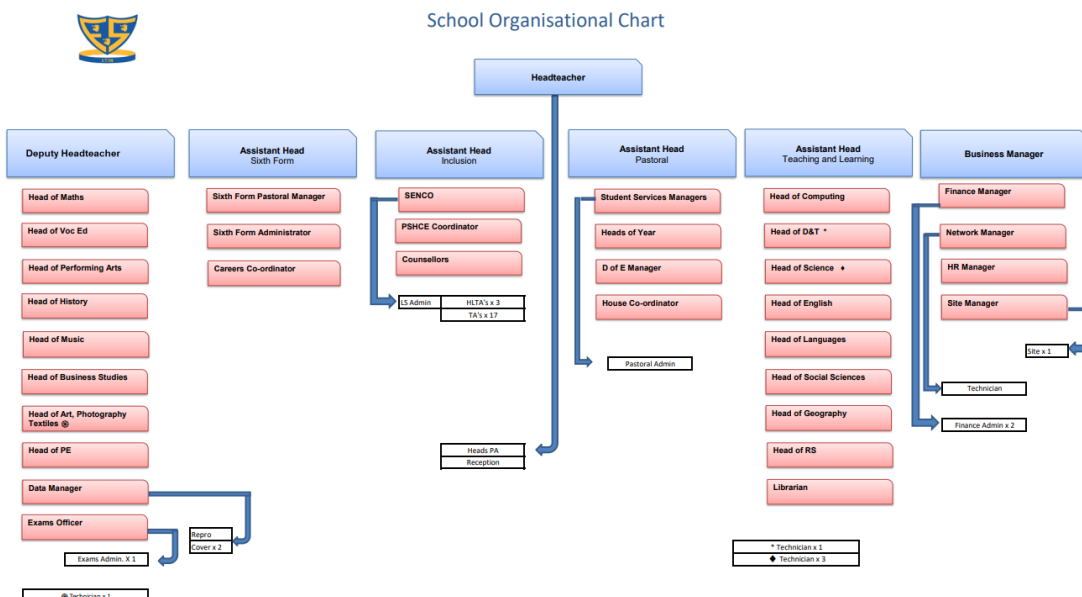 School Organisational Chart
Headteacher
Deputy Headteacher
Head of Maths
Head of Voc Ed
Head of Performing Arts
Head of History
Head of Music
Head of Business Studies
Head of Art, Photography
Textiles ⊛
Head of PE
Data Manager
Exams Officer
Repro
Cover x 2
Exams Admin. X 1
⊛ Technician x 1
Assistant Head
Sixth Form
Sixth Form Pastoral Manager
Sixth Form Administrator
Careers Co-ordinator
Assistant Head
Inclusion
SENCO
PSHCE Coordinator
Counsellors
LS Admin HLTA's x 3
TA's x 17
Heads PA
Reception
Assistant Head
Pastoral
Student Services Managers
Heads of Year
D of E Manager
House Co-ordinator
Pastoral Admin
Assistant Head
Teaching and Learning
Head of Computing
Head of D&T *
Head of Science ♦
Head of English
Head of Languages
Head of Social Sciences
Head of Geography
Head of RS
Librarian
* Technician x 1
♦ Technician x 3
Business Manager
Finance Manager
Network Manager
HR Manager
Site Manager
Site x 1
Technician
Finance Admin x 2